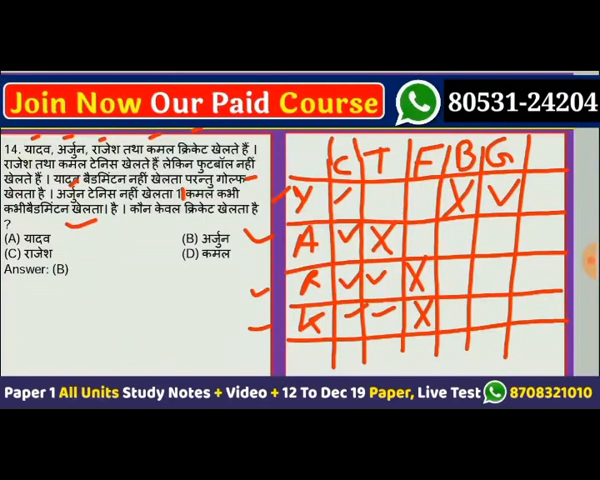 Join Now Our Paid Course 80531-24204
14. यादव, अर्जुन, राजेश तथा कमल क्रिकेट खेलते हैं ।
राजेश तथा कमल टेनिस खेलते हैं लेकिन फुटबॉल नहीं
खेलते हैं । यादव बैडमिंटन नहीं खेलता परन्तु गोल्फ
खेलता है । अर्जुन टेनिस नहीं खेलता 1 कमल कभी
कभीबैडमिंटन खेलता। है । कौन केवल क्रिकेट खेलता है
?
(A) यादव (B) अर्जुन
(C) राजेश (D) कमल
Answer: (B)
C T F B G
Y ✓ X ✓
A ✓ X
R ✓ ✓ X
K ✓ ✓ X
Paper 1 All Units Study Notes + Video + 12 To Dec 19 Paper, Live Test 8708321010